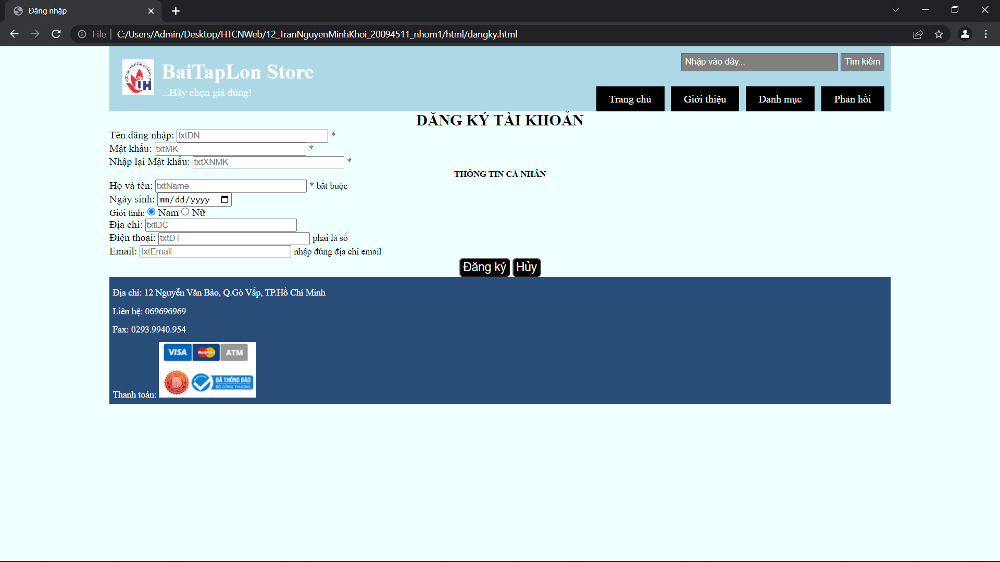 Đăng nhập
File
C:/Users/Admin/Desktop/HTCNWeb/12_TranNguyenMinhKhoi_20094511_nhom1/html/dangky.html
IH
BaiTapLon Store
...Hãy chọn giá đúng!
Nhập vào đây...
Tìm kiếm
Trang chủ Giới thiệu Danh mục Phản hồi
ĐĂNG KÝ TÀI KHOẢN
Tên đăng nhập: txtDN *
Mật khẩu: txtMK *
Nhập lại Mật khẩu: txtXNMK *
THÔNG TIN CÁ NHÂN
Họ và tên: txtName * bắt buộc
Ngày sinh: mm/dd/yyyy
Giới tính: Nam Nữ
Địa chỉ: txtDC
Điện thoại: txtDT phải là số
Email: txtEmail nhập đúng địa chỉ email
Đăng ký Hủy
Địa chỉ: 12 Nguyễn Văn Bảo, Q.Gò Vấp, TP.Hồ Chí Minh
Liên hệ: 069696969
Fax: 0293.9940.954
VISA MasterCard ATM
ĐÃ THÔNG BÁO
BỘ CÔNG THƯƠNG
Thanh toán: